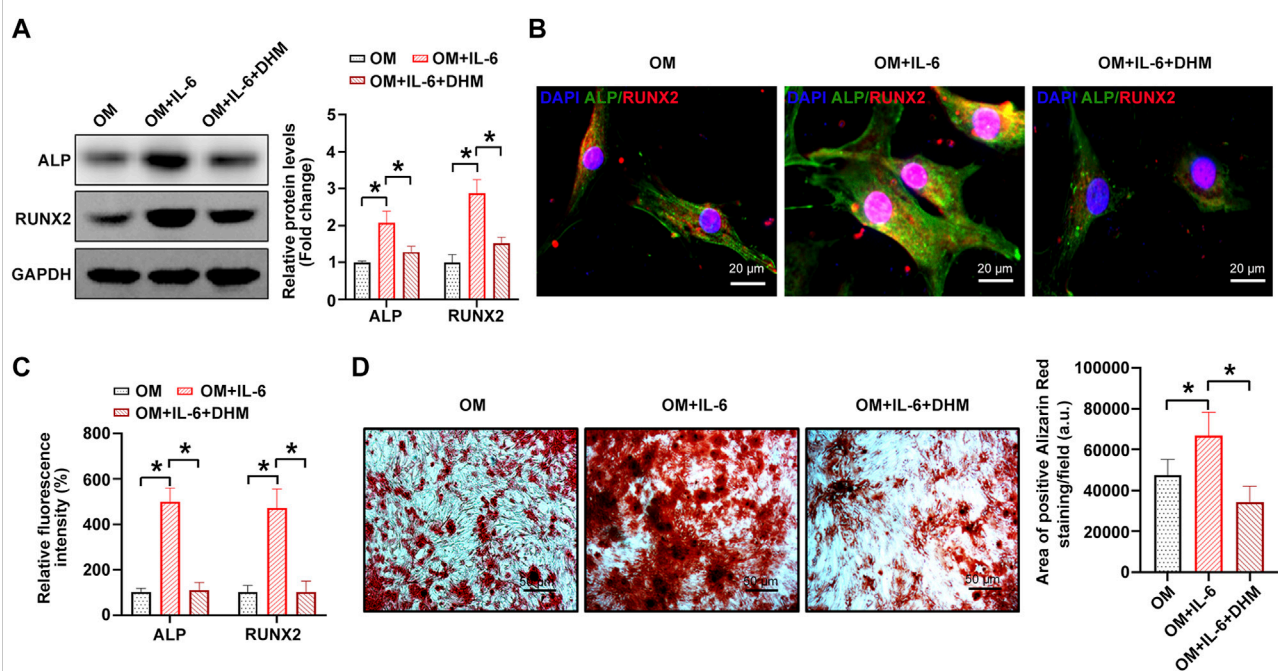 A
OM
OM+IL-6
OM+IL-6+DHM
ALP
RUNX2
GAPDH
OM OM+IL-6
OM+IL-6+DHM
Relative protein levels
(Fold change)
5
4
3
2
1
0
* * * *
ALP RUNX2
B
OM OM+IL-6 OM+IL-6+DHM
DAPI ALP/RUNX2 DAPI ALP/RUNX2 DAPI ALP/RUNX2
20 μm 20 μm 20 μm
C
OM OM+IL-6
OM+IL-6+DHM
Relative fluorescence
intensity (%)
800
600
400
200
0
* * * *
ALP RUNX2
D
OM OM+IL-6 OM+IL-6+DHM
50 μm 50 μm 50 μm
Area of positive Alizarin Red
staining/field (a.u.)
100000
80000
60000
40000
20000
0
* *
OM
OM+IL-6
OM+IL-6+DHM